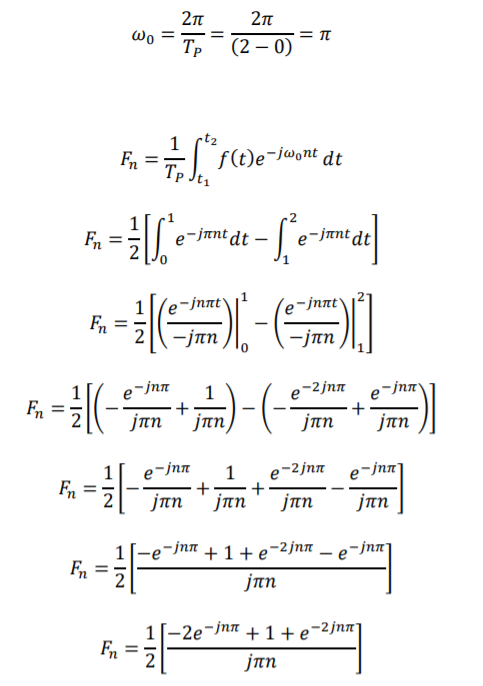 ω₀ = 2π/T_P = 2π/(2 − 0) = π
F_n = 1/T_P ∫_{t₁}^{t₂} f(t)e^{−jω₀nt} dt
F_n = 1/2 [∫_0^1 e^{−jπnt} dt − ∫_1^2 e^{−jπnt} dt]
F_n = 1/2 [(e^{−jnπt}/−jπn)|_0^1 − (e^{−jnπt}/−jπn)|_1^2]
F_n = 1/2 [(− e^{−jnπ}/jπn + 1/jπn) − (− e^{−2jnπ}/jπn + e^{−jnπ}/jπn)]
F_n = 1/2 [− e^{−jnπ}/jπn + 1/jπn + e^{−2jnπ}/jπn − e^{−jnπ}/jπn]
F_n = 1/2 [(−e^{−jnπ} + 1 + e^{−2jnπ} − e^{−jnπ})/jπn]
F_n = 1/2 [(−2e^{−jnπ} + 1 + e^{−2jnπ})/jπn]